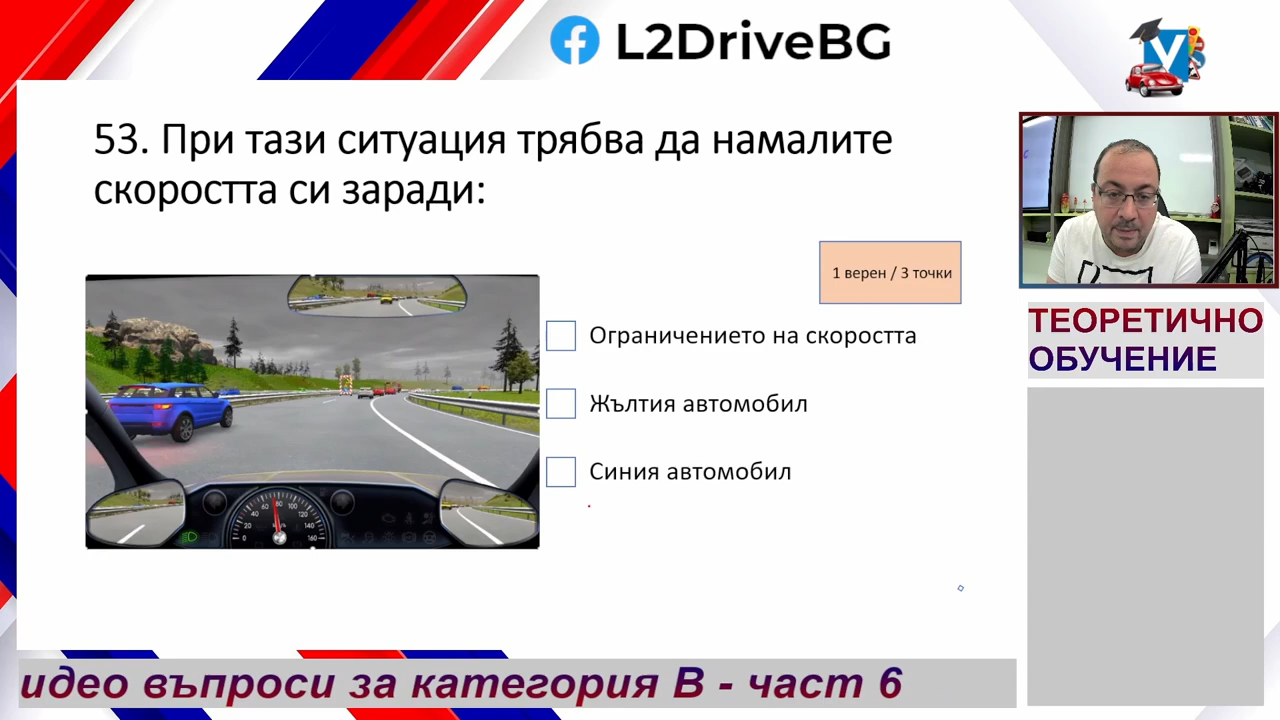 L2DriveBG
53. При тази ситуация трябва да намалите
скоростта си заради:
1 верен / 3 точки
Ограничението на скоростта
Жълтия автомобил
Синия автомобил
ТЕОРЕТИЧНО
ОБУЧЕНИЕ
идео въпроси за категория В - част 6